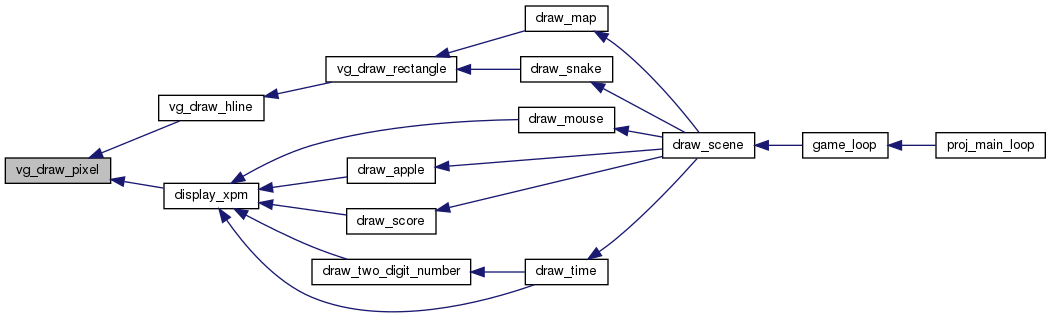 draw_map
vg_draw_rectangle
draw_snake
vg_draw_hline
draw_mouse
draw_scene
game_loop
proj_main_loop
vg_draw_pixel
draw_apple
display_xpm
draw_score
draw_two_digit_number
draw_time